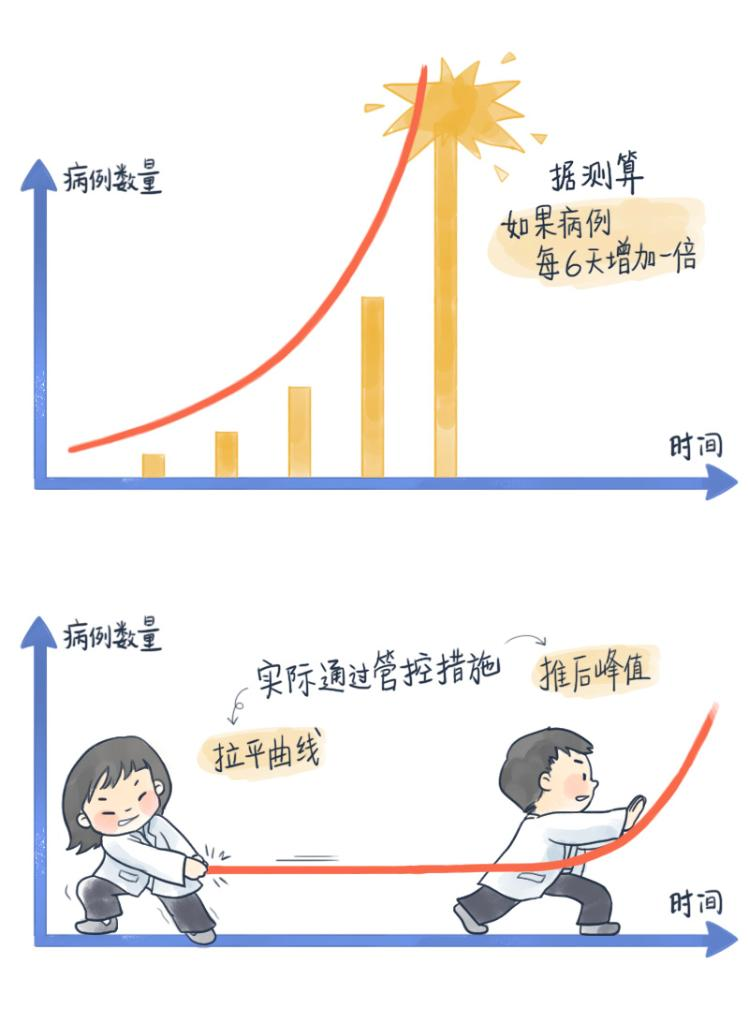 病例数量
据测算
如果病例
每6天增加一倍
时间
病例数量
实际通过管控措施
推后峰值
拉平曲线
时间